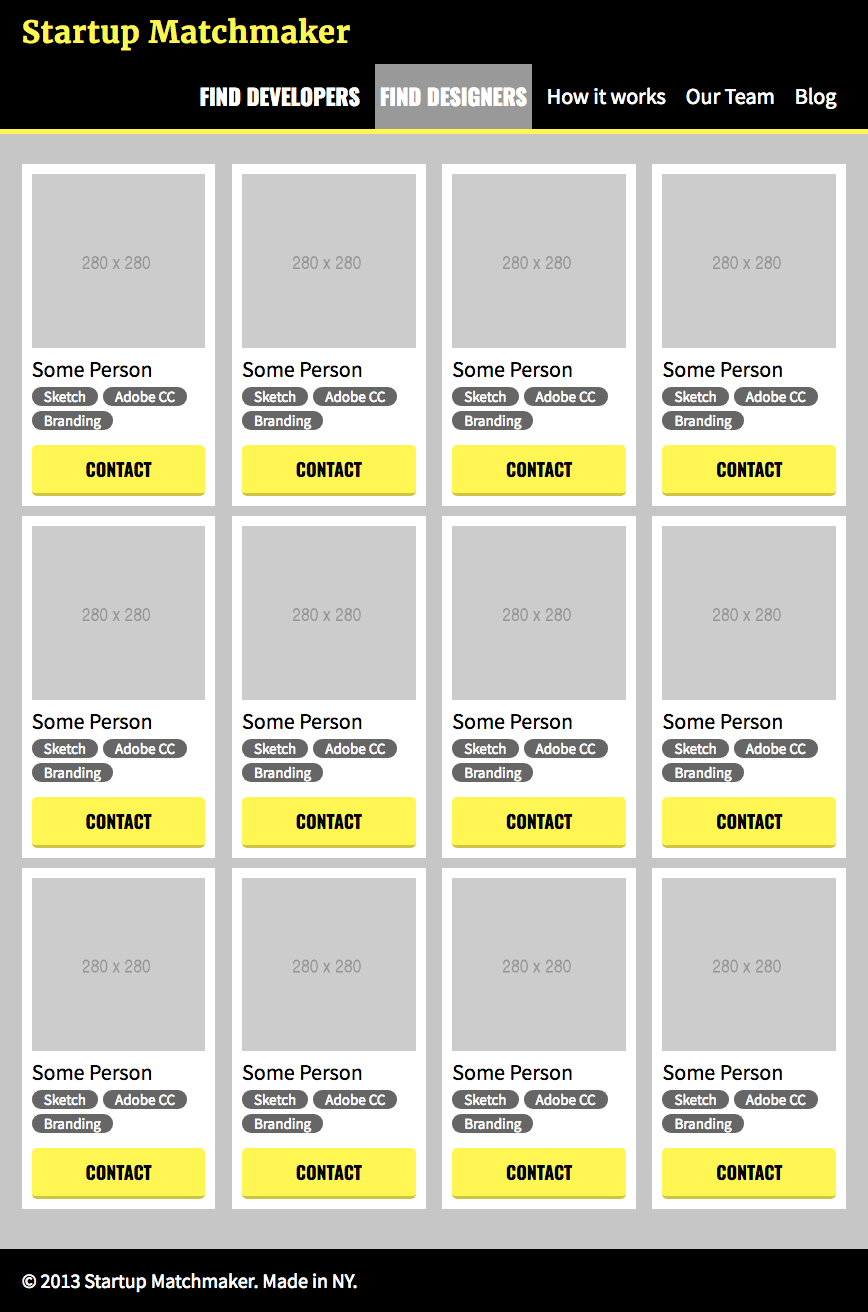 Startup Matchmaker
FIND DEVELOPERS FIND DESIGNERS How it works Our Team Blog
280 x 280 280 x 280 280 x 280 280 x 280
Some Person Some Person Some Person Some Person
Sketch Adobe CC Sketch Adobe CC Sketch Adobe CC Sketch Adobe CC
Branding Branding Branding Branding
CONTACT CONTACT CONTACT CONTACT
280 x 280 280 x 280 280 x 280 280 x 280
Some Person Some Person Some Person Some Person
Sketch Adobe CC Sketch Adobe CC Sketch Adobe CC Sketch Adobe CC
Branding Branding Branding Branding
CONTACT CONTACT CONTACT CONTACT
280 x 280 280 x 280 280 x 280 280 x 280
Some Person Some Person Some Person Some Person
Sketch Adobe CC Sketch Adobe CC Sketch Adobe CC Sketch Adobe CC
Branding Branding Branding Branding
CONTACT CONTACT CONTACT CONTACT
© 2013 Startup Matchmaker. Made in NY.